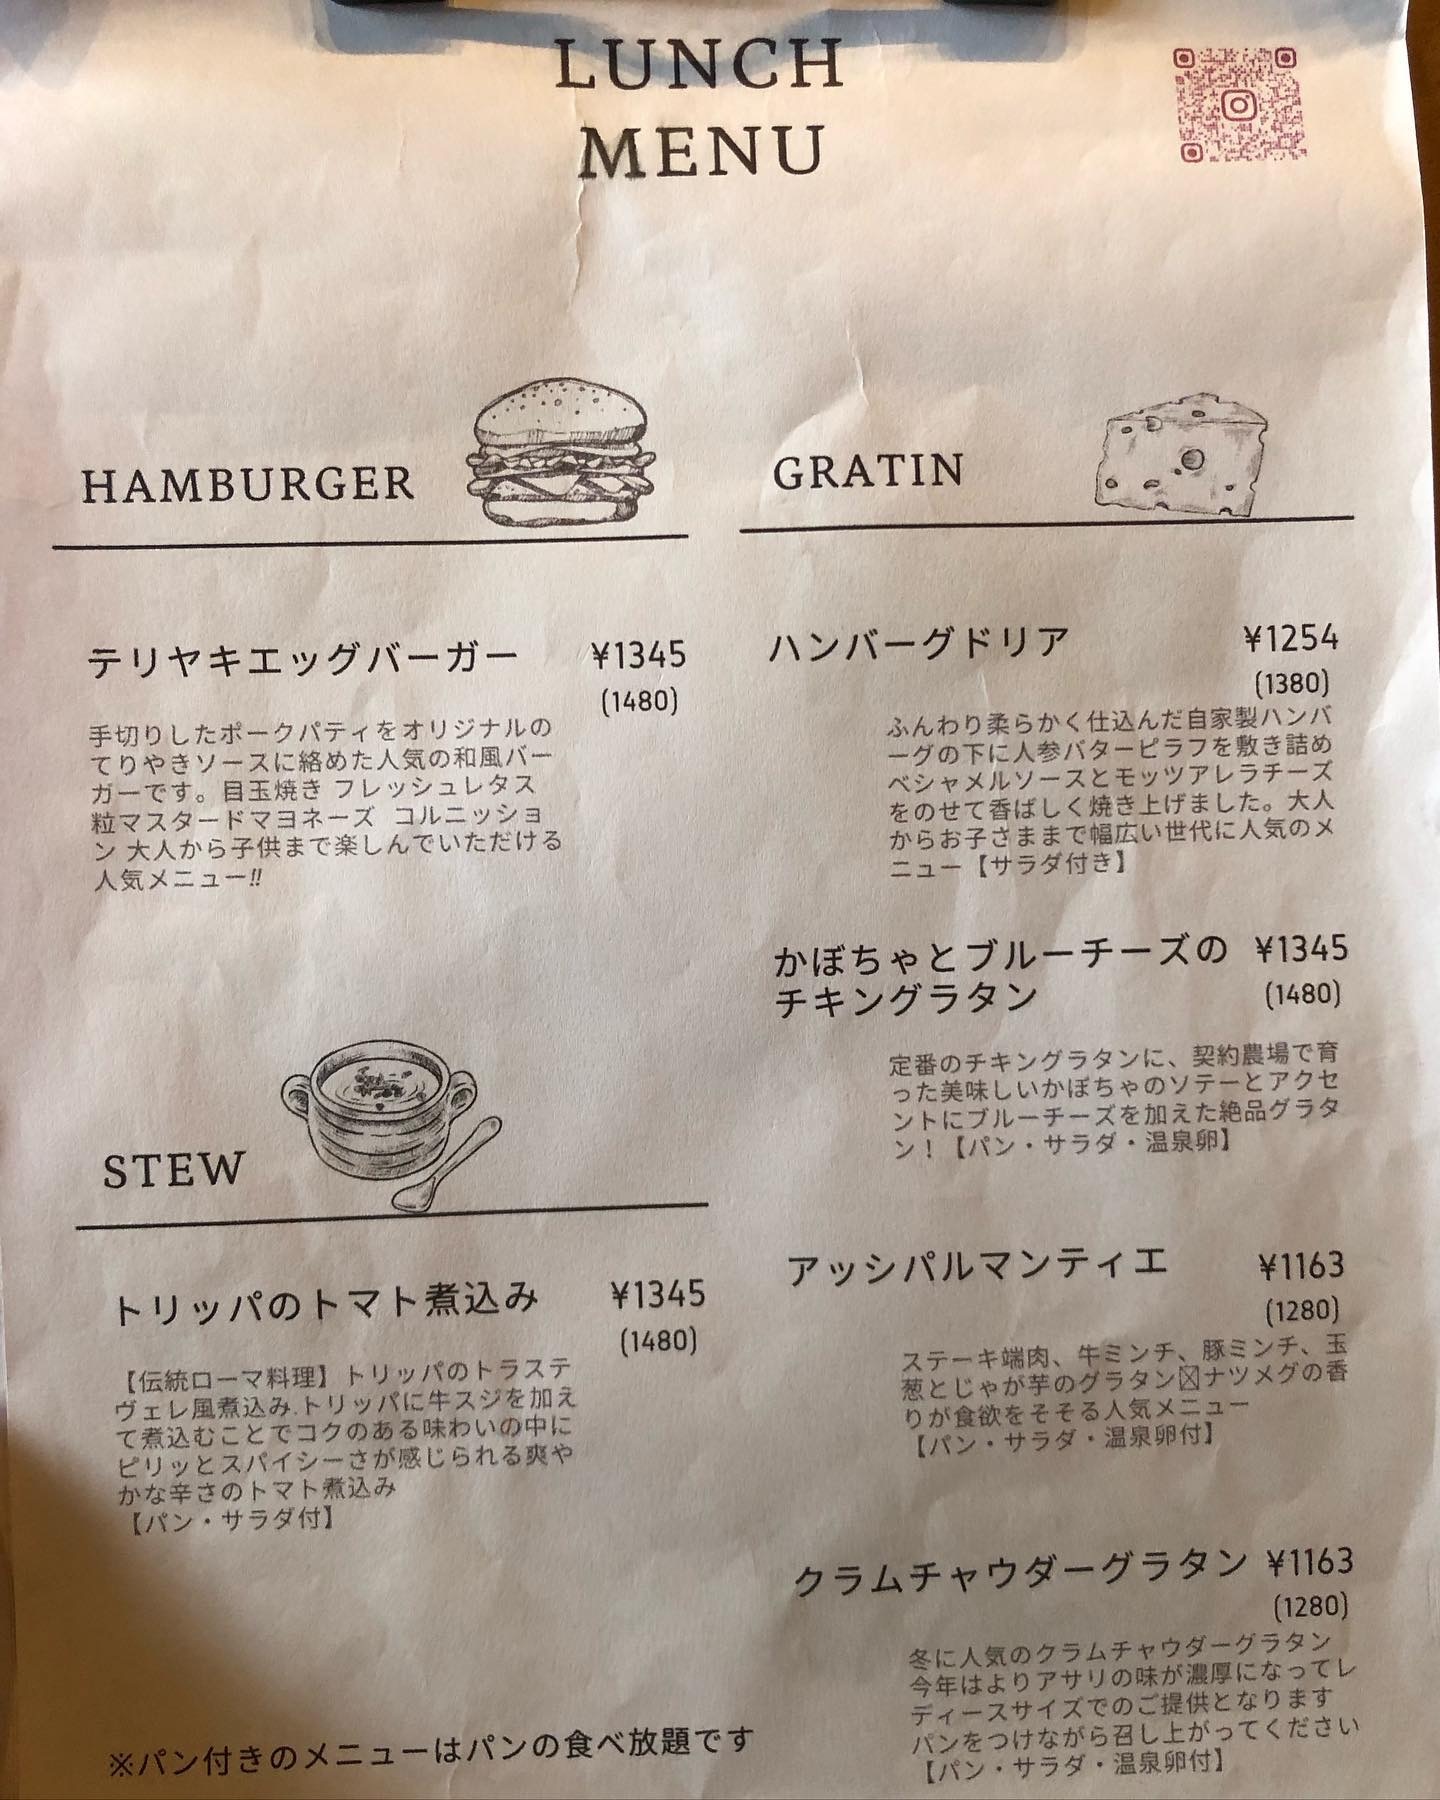 LUNCH
MENU
HAMBURGER
テリヤキエッグバーガー ¥1345
(1480)
手切りしたポークパティをオリジナルの
てりやきソースに絡めた人気の和風バー
ガーです。目玉焼き フレッシュレタス
粒マスタードマヨネーズ コルニッショ
ン 大人から子供まで楽しんでいただける
人気メニュー!!
STEW
トリッパのトマト煮込み ¥1345
(1480)
【伝統ローマ料理】トリッパのトラステ
ヴェレ風煮込み.トリッパに牛スジを加え
て煮込むことでコクのある味わいの中に
ピリッとスパイシーさが感じられる爽や
かな辛さのトマト煮込み
【パン・サラダ付】
※パン付きのメニューはパンの食べ放題です
GRATIN
ハンバーグドリア ¥1254
(1380)
ふんわり柔らかく仕込んだ自家製ハンバ
ーグの下に人参バターピラフを敷き詰め
ベシャメルソースとモッツアレラチーズ
をのせて香ばしく焼き上げました。大人
からお子さままで幅広い世代に人気のメ
ニュー【サラダ付き】
かぼちゃとブルーチーズの ¥1345
チキングラタン (1480)
定番のチキングラタンに、契約農場で育
った美味しいかぼちゃのソテーとアクセ
ントにブルーチーズを加えた絶品グラタ
ン！【パン・サラダ・温泉卵】
アッシパルマンティエ ¥1163
(1280)
ステーキ端肉、牛ミンチ、豚ミンチ、玉
葱とじゃが芋のグラタン〿ナツメグの香
りが食欲をそそる人気メニュー
【パン・サラダ・温泉卵付】
クラムチャウダーグラタン ¥1163
(1280)
冬に人気のクラムチャウダーグラタン
今年はよりアサリの味が濃厚になってレ
ディースサイズでのご提供となります
パンをつけながら召し上がってください
【パン・サラダ・温泉卵付】